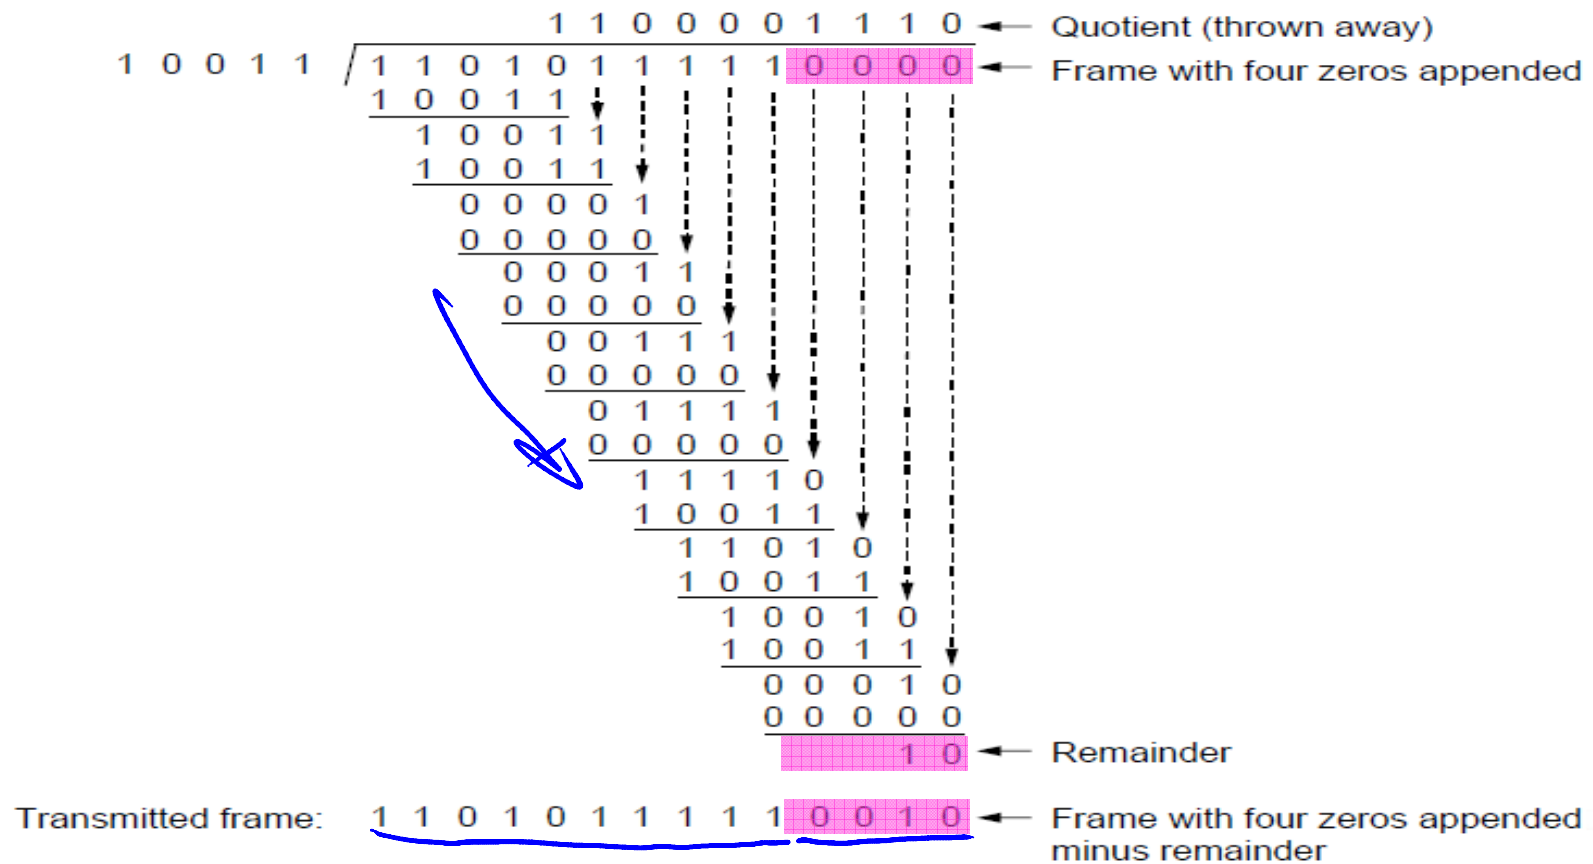 1 1 0 0 0 0 1 1 1 0 Quotient (thrown away)
1 0 0 1 1 1 1 0 1 0 1 1 1 1 1 0 0 0 0 Frame with four zeros appended
1 0 0 1 1
1 0 0 1 1
1 0 0 1 1
0 0 0 0 1
0 0 0 0 0
0 0 0 1 1
0 0 0 0 0
0 0 1 1 1
0 0 0 0 0
0 1 1 1 1
0 0 0 0 0
1 1 1 1 0
1 0 0 1 1
1 1 0 1 0
1 0 0 1 1
1 0 0 1 0
1 0 0 1 1
0 0 0 1 0
0 0 0 0 0
1 0 Remainder
Transmitted frame: 1 1 0 1 0 1 1 1 1 1 0 0 1 0 Frame with four zeros appended
minus remainder